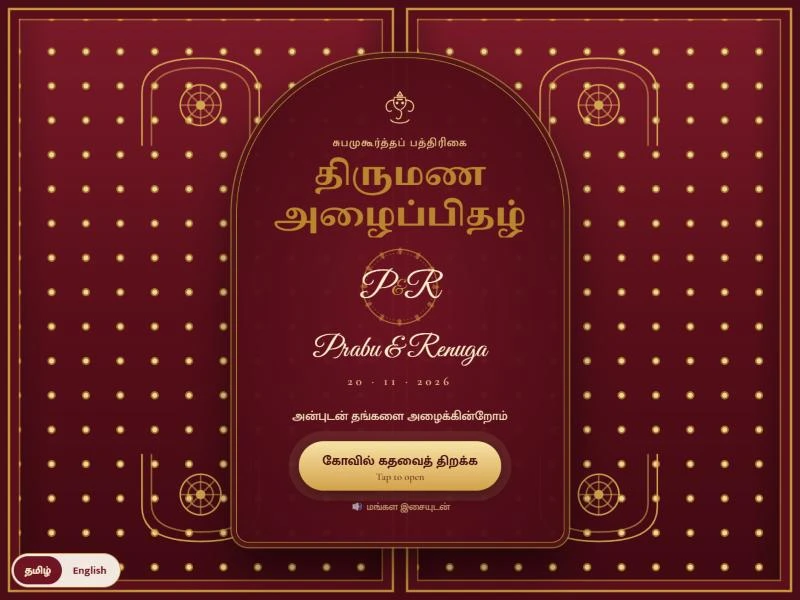 சுபமுகூர்த்தப் பத்திரிகை
திருமண
அழைப்பிதழ்
P&R
Prabu & Renuga
20 · 11 · 2026
அன்புடன் தங்களை அழைக்கின்றோம்
கோவில் கதவைத் திறக்க
Tap to open
🔊 மங்கள இசையுடன்
தமிழ் English